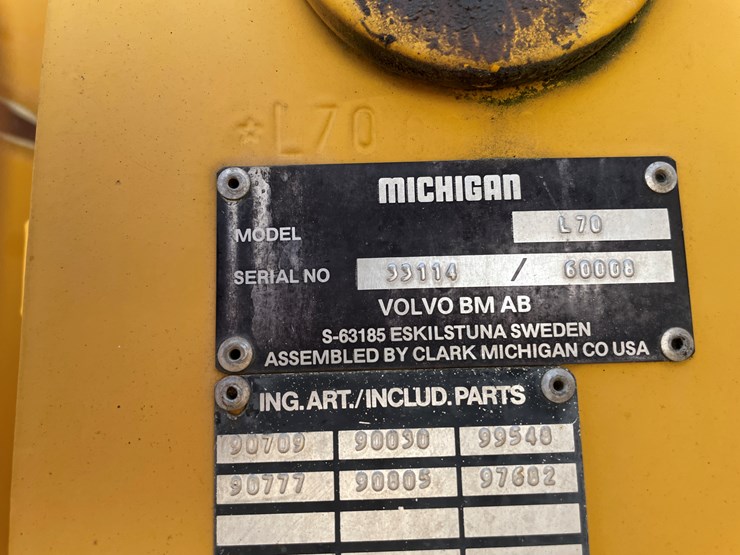 *L70
MICHIGAN
MODEL L70
SERIAL NO 33114 / 60008
VOLVO BM AB
S-63185 ESKILSTUNA SWEDEN
ASSEMBLED BY CLARK MICHIGAN CO USA
ING.ART./INCLUD.PARTS
90709 90030 99540
90777 90805 97682